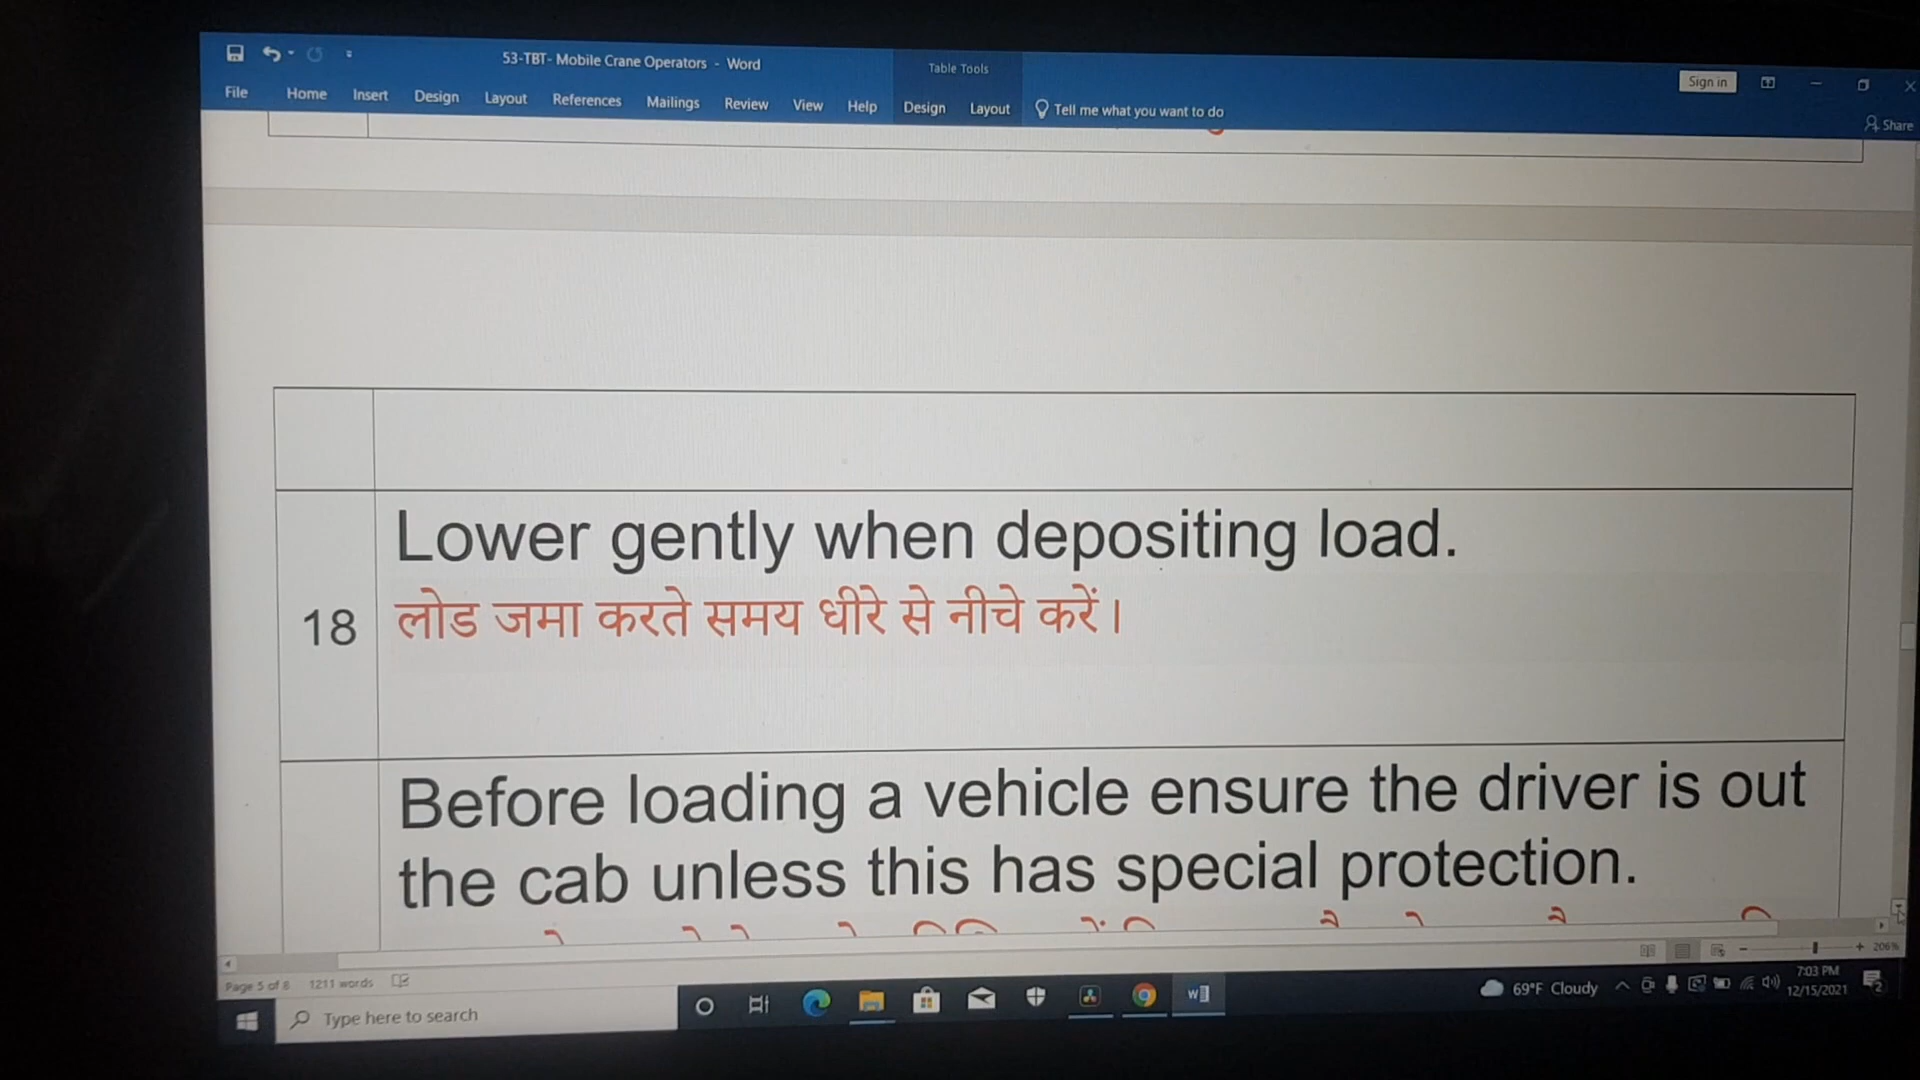 53-TBT- Mobile Crane Operators - Word
Table Tools
Sign in
File Home Insert Design Layout References Mailings Review View Help Design Layout Tell me what you want to do
Share
Lower gently when depositing load.
18 लोड जमा करते समय धीरे से नीचे करें।
Before loading a vehicle ensure the driver is out
the cab unless this has special protection.
Page 5 of 8 1211 words
206%
Type here to search
69°F Cloudy
7:03 PM
12/15/2021
2